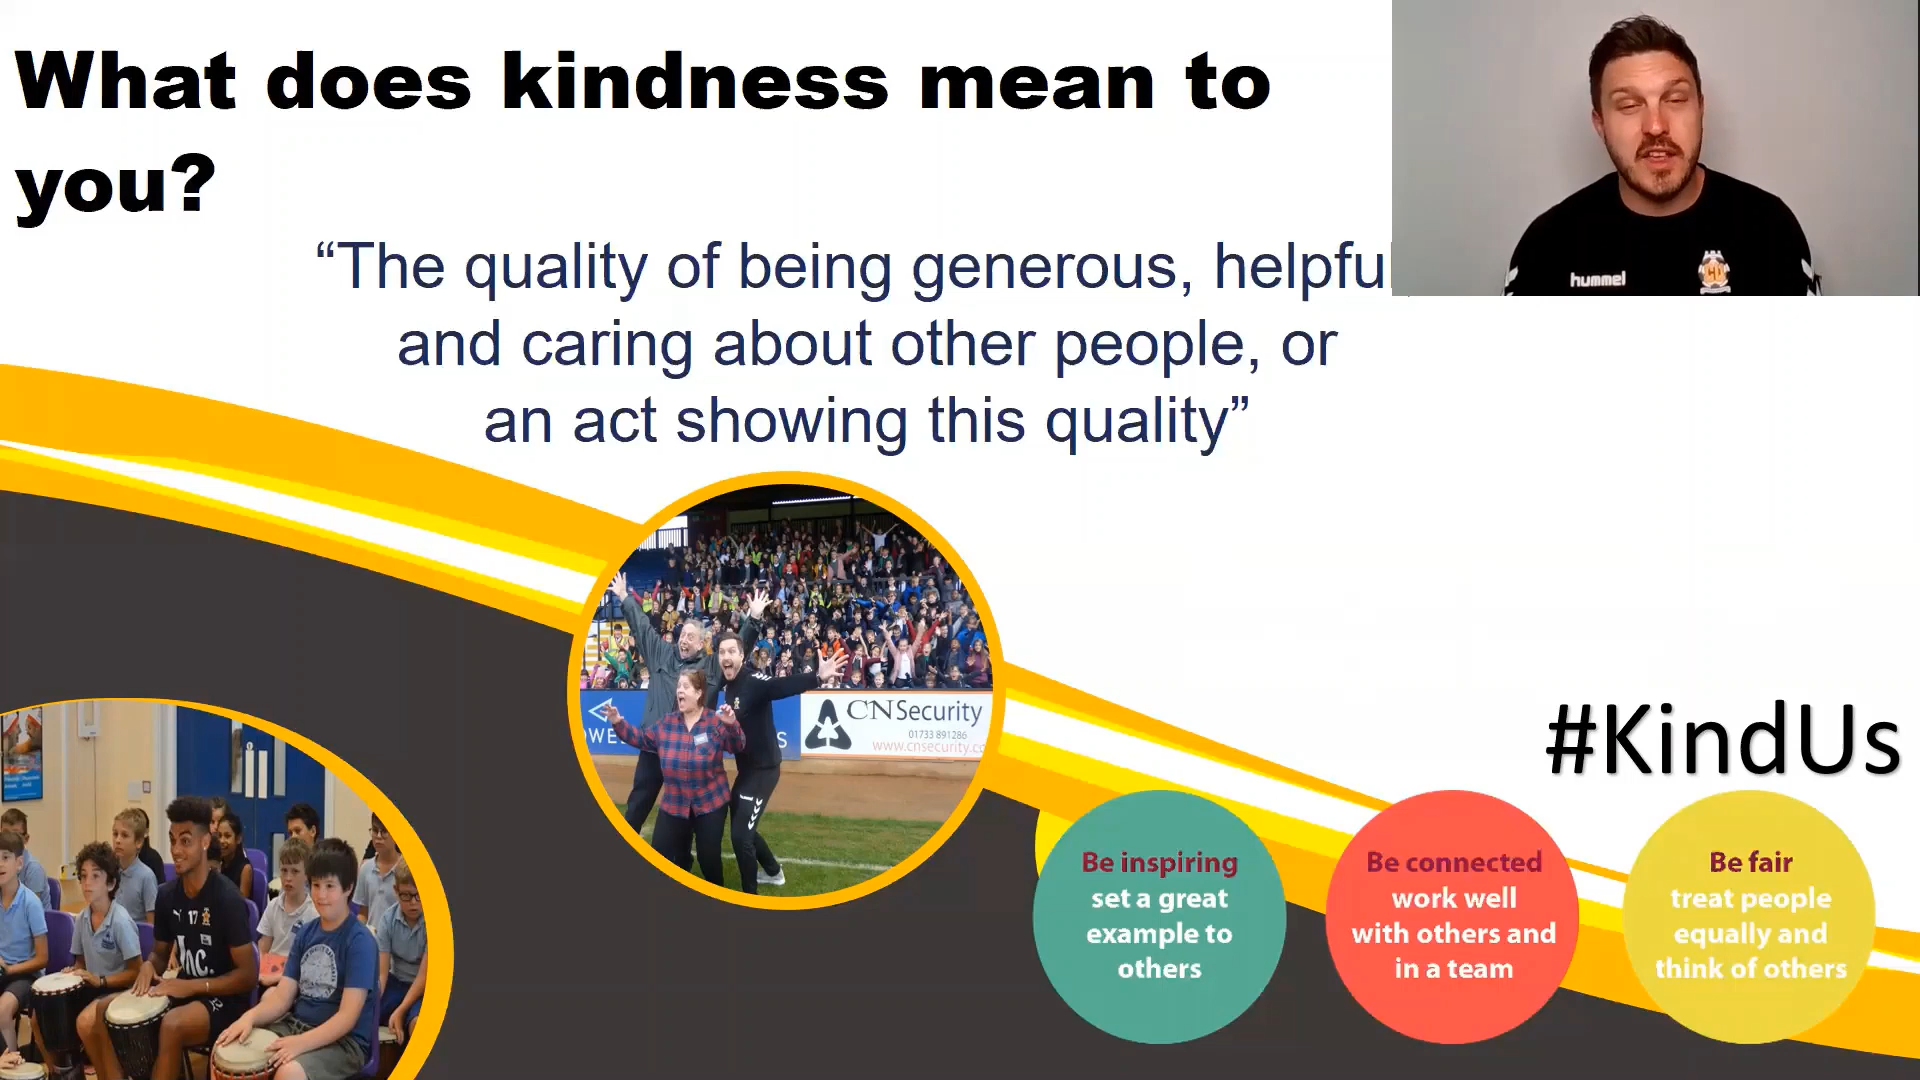 What does kindness mean to
you?
“The quality of being generous, helpful
and caring about other people, or
an act showing this quality”
hummel
CN Security
01733 891286
www.cnsecurity.co
17
#KindUs
Be inspiring
set a great
example to
others
Be connected
work well
with others and
in a team
Be fair
treat people
equally and
think of others